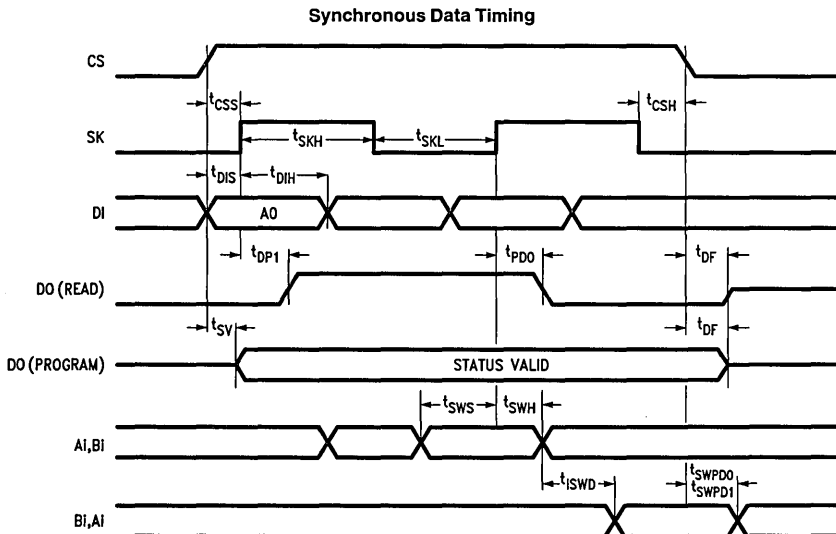 Synchronous Data Timing
CS
tCSS
tCSH
SK
tSKH
tSKL
tDIS
tDIH
DI
A0
tDP1
tPD0
tDF
DO (READ)
tSV
tDF
DO (PROGRAM)
STATUS VALID
tSWS
tSWH
Ai,Bi
tISWD
tSWPD0
tSWPD1
Bi,Ai